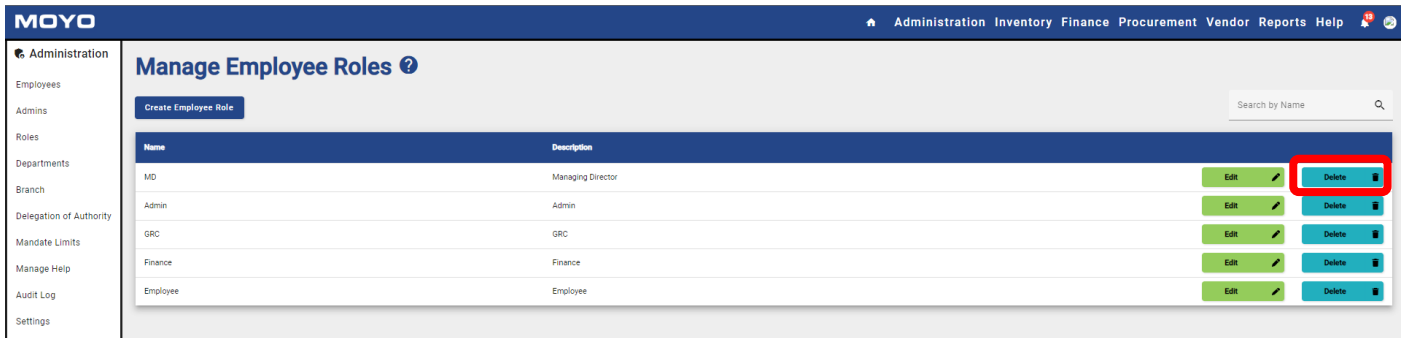 MOYO
Administration Inventory Finance Procurement Vendor Reports Help 13
Administration
Employees
Admins
Roles
Departments
Branch
Delegation of Authority
Mandate Limits
Manage Help
Audit Log
Settings
Manage Employee Roles ?
Create Employee Role
Search by Name
Name Description
MD Managing Director Edit Delete
Admin Admin Edit Delete
GRC GRC Edit Delete
Finance Finance Edit Delete
Employee Employee Edit Delete